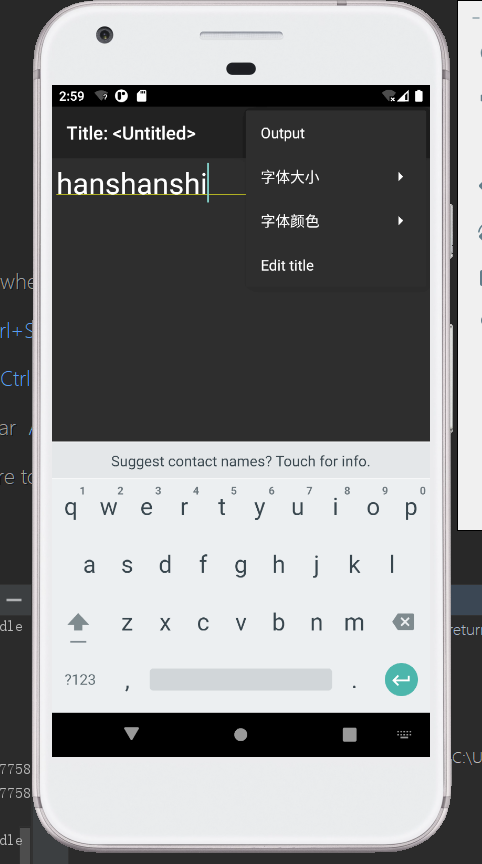 2:59
Title: <Untitled>
Output
hanshanshi
字体大小
字体颜色
Edit title
whe
rl+S
Ctrl
ar
re to
Suggest contact names? Touch for info.
1 2 3 4 5 6 7 8 9 0
q w e r t y u i o p
a s d f g h j k l
z x c v b n m
?123 , .
dle
return
C:\U
7758
7758
dle